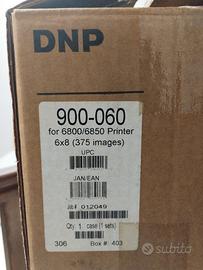 DNP
900-060
for 6800/6850 Printer
6x8 (375 images)
UPC
JAN/EAN
Job# 012049
Qty. 1 case (1 sets)
306 Box #: 403
subito